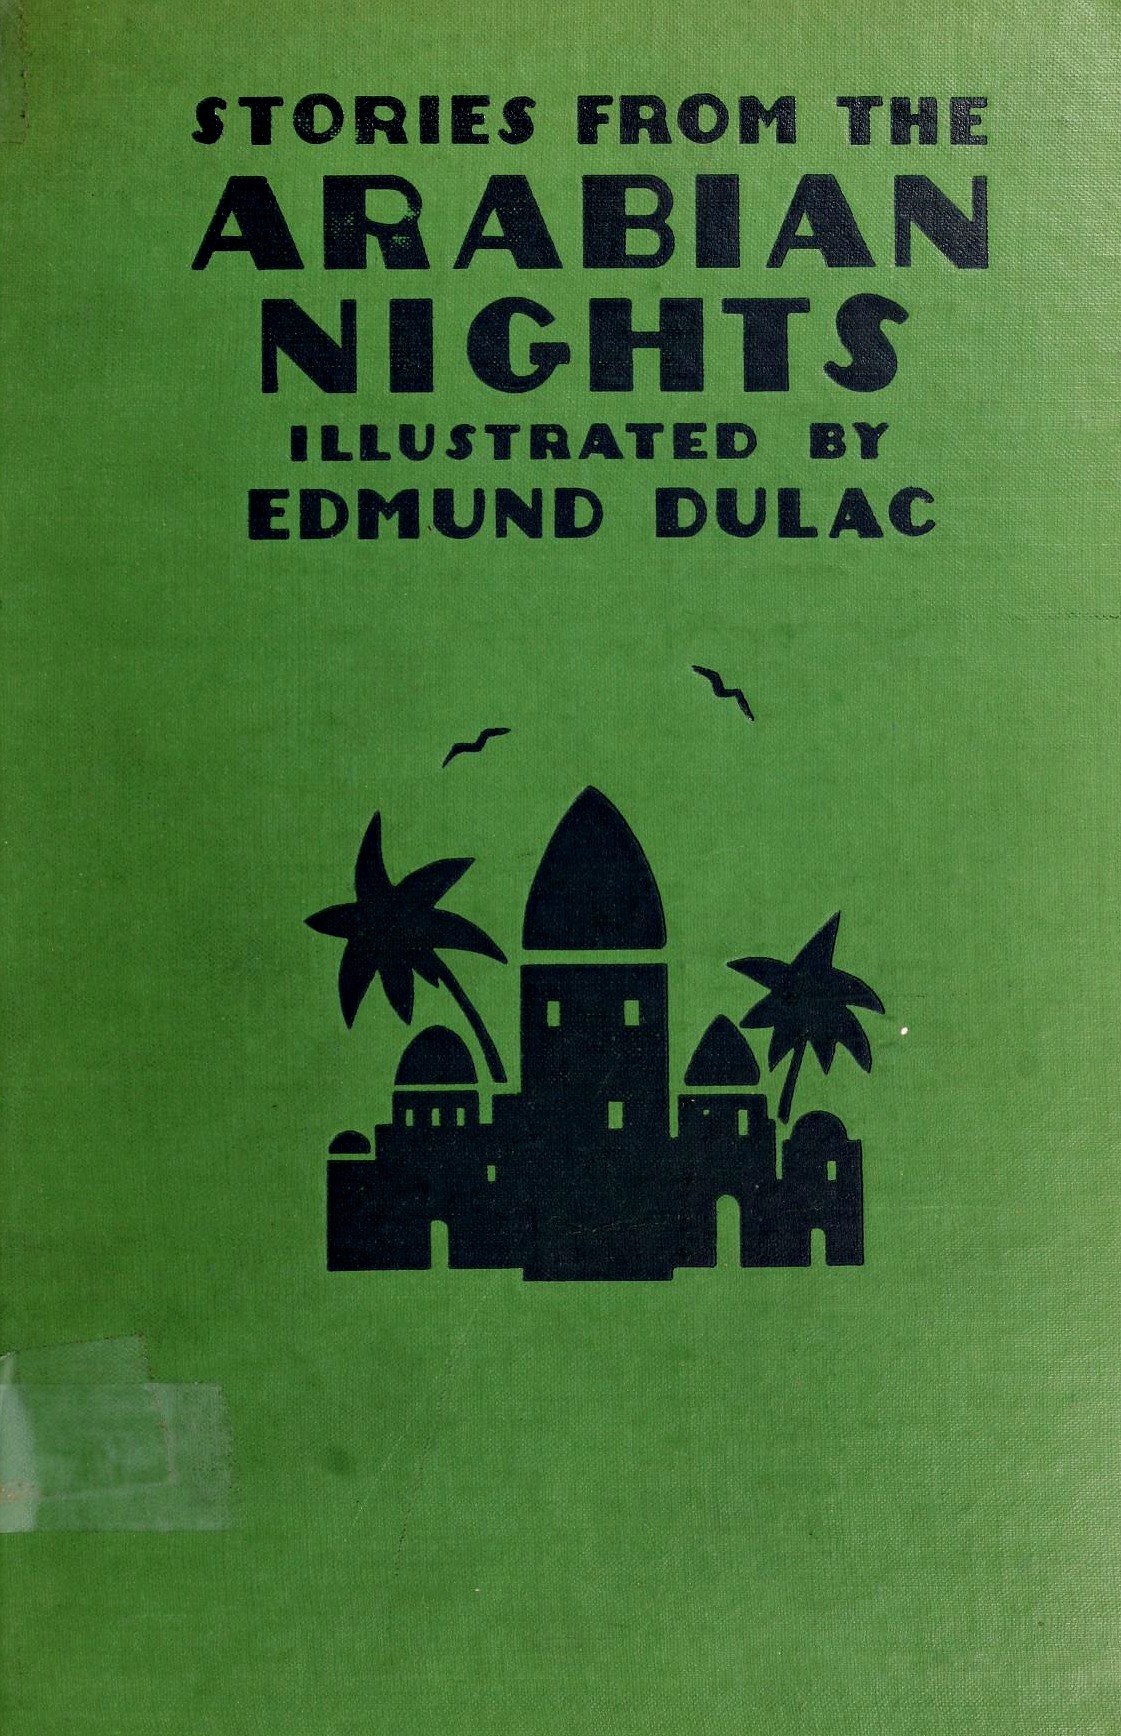 STORIES FROM THE
ARABIAN
NIGHTS
ILLUSTRATED BY
EDMUND DULAC